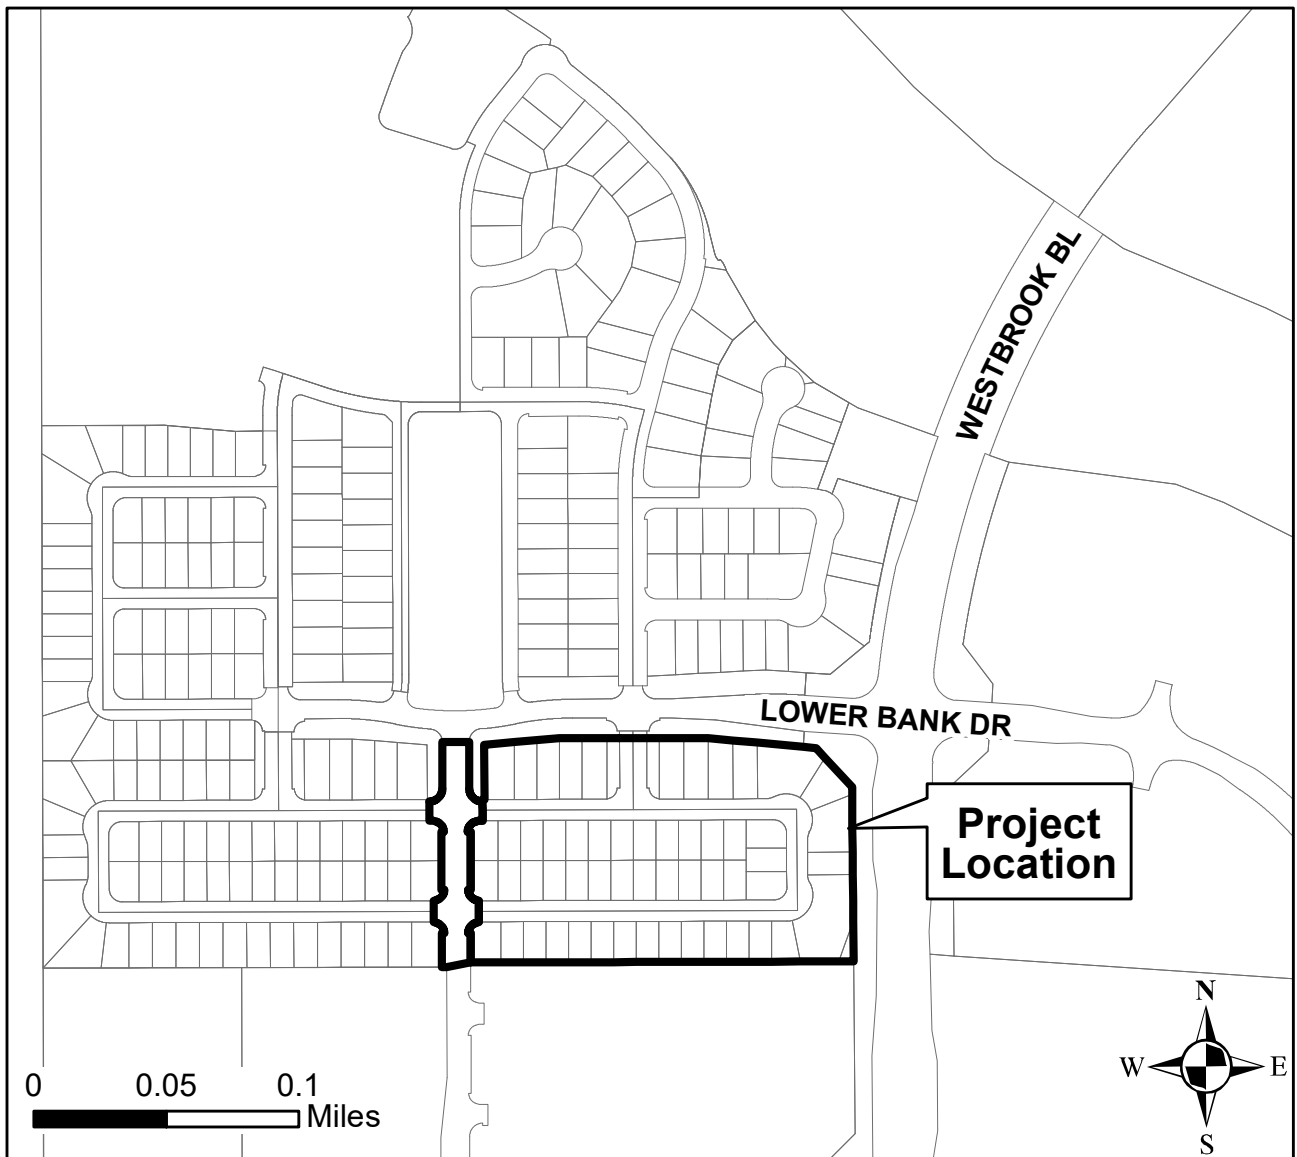 WESTBROOK BL
LOWER BANK DR
Project
Location
N
W E
S
0 0.05 0.1
Miles